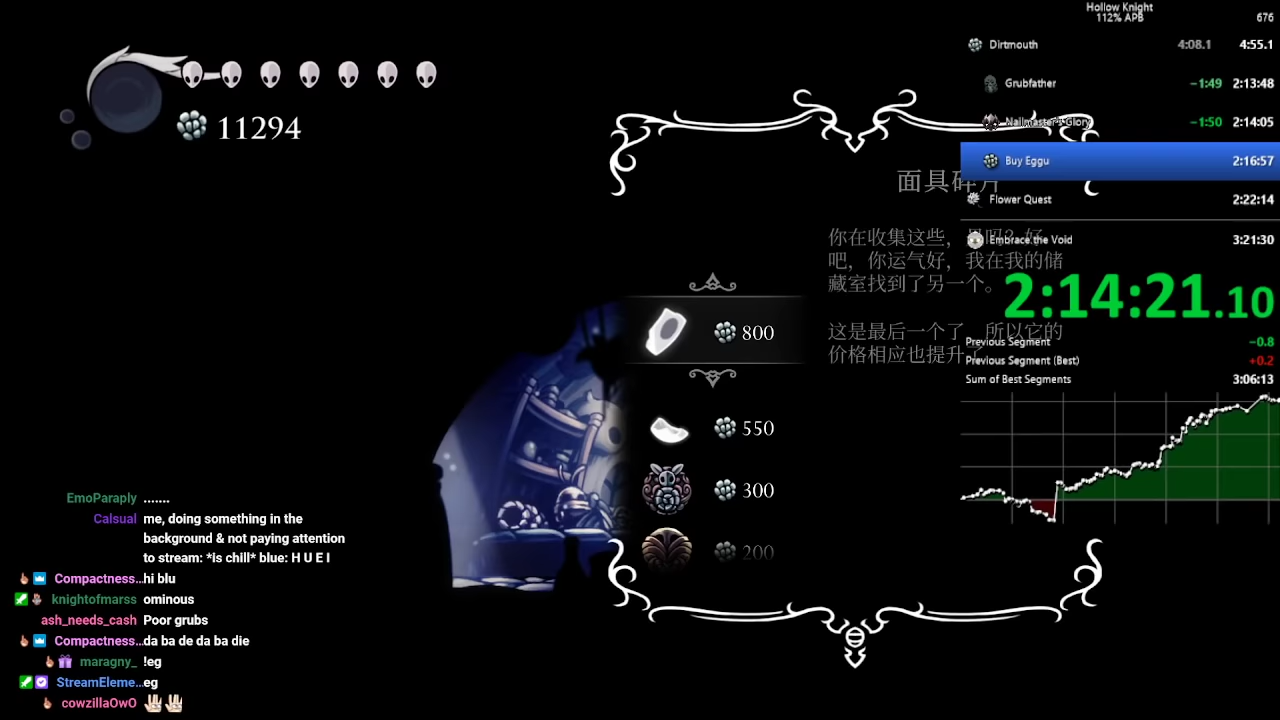 Hollow Knight
112% APB
676
Dirtmouth 4:08.1 4:55.1
Grubfather −1:49 2:13:48
Nailmaster's Glory −1:50 2:14:05
Buy Eggu 2:16:57
Flower Quest 2:22:14
Embrace the Void 3:21:30
2:14:21.10
Previous Segment −0.8
Previous Segment (Best) +0.2
Sum of Best Segments 3:06:13
11294
面具碎片
你在收集这些，
吧，你运气好，我在我的储
藏室找到了另一个。
这是最后一个了，所以它的
价格相应也提升
800
550
300
200
EmoParaply .......
Calsual me, doing something in the
background & not paying attention
to stream: *is chill* blue: H U E I
Compactness... hi blu
knightofmarss ominous
ash_needs_cash Poor grubs
Compactness... da ba de da ba die
maragny_ !eg
StreamEleme... eg
cowzillaOwO